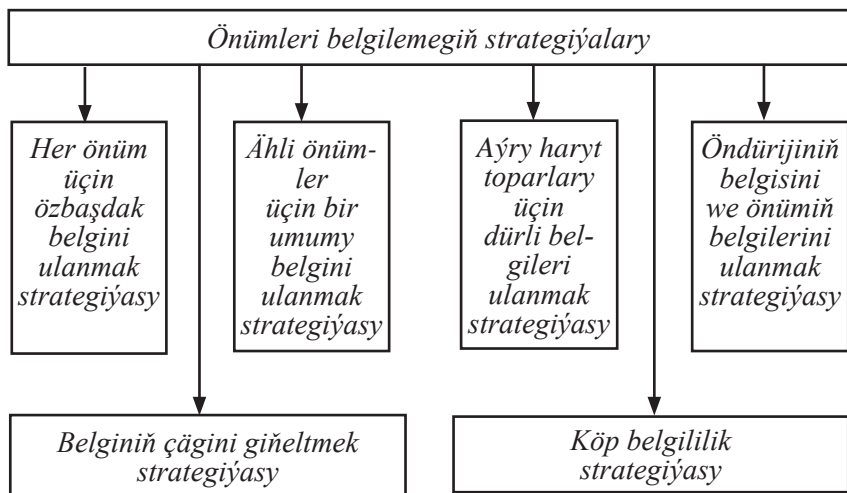 Önümleri belgilemegiň strategiýalary
Her önüm
üçin
özbaşdak
belgini
ulanmak
strategiýasy
Ähli önüm-
ler
üçin bir
umumy
belgini
ulanmak
strategiýasy
Aýry haryt
toparlary
üçin
dürli bel-
gileri
ulanmak
strategiýasy
Öndürijiniň
belgisini
we önümiň
belgilerini
ulanmak
strategiýasy
Belginiň çägini giňeltmek
strategiýasy
Köp belgililik
strategiýasy